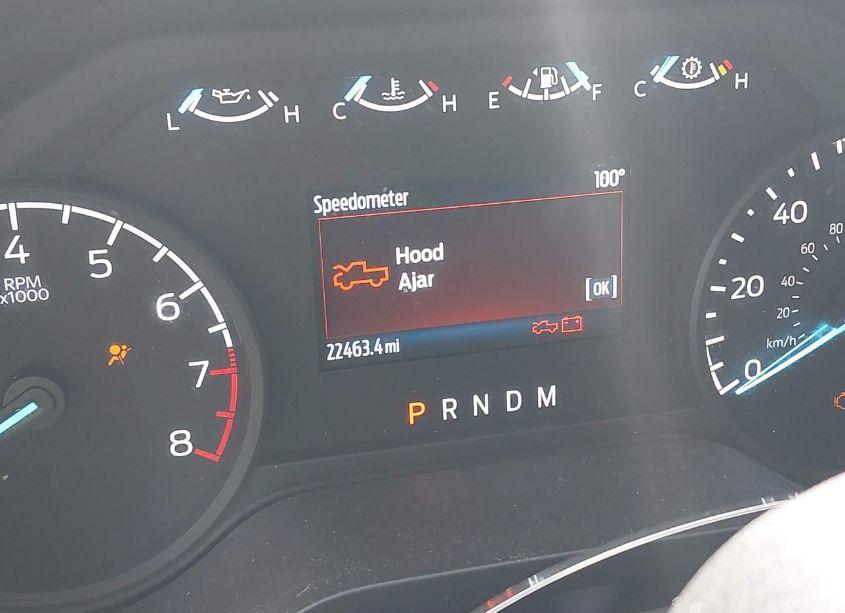 L H C H E F C H
Speedometer 100°
Hood
Ajar
[OK]
22463.4 mi
P R N D M
4
5
6
7
8
RPM
x1000
40
20
0
80
60
40
20
km/h